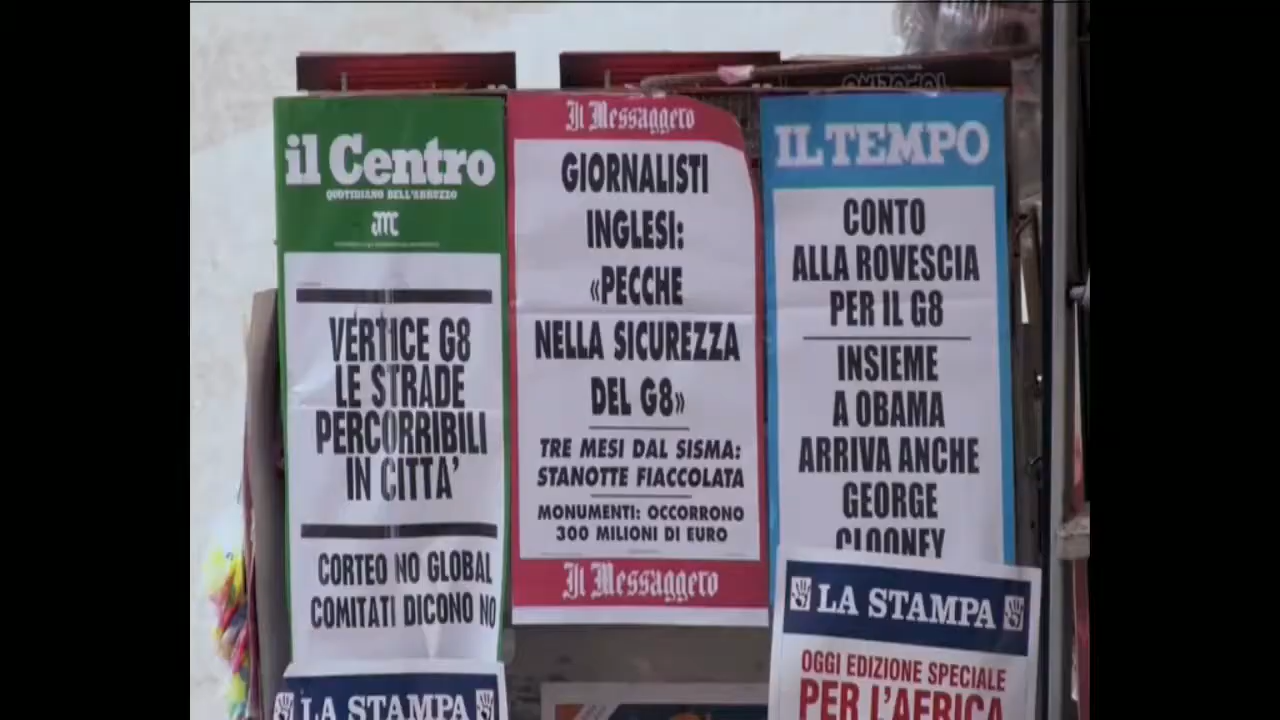 il Centro
QUOTIDIANO DELL'ABRUZZO
VERTICE G8
LE STRADE
PERCORRIBILI
IN CITTA'
CORTEO NO GLOBAL
COMITATI DICONO NO
LA STAMPA
Il Messaggero
GIORNALISTI
INGLESI:
«PECCHE
NELLA SICUREZZA
DEL G8»
TRE MESI DAL SISMA:
STANOTTE FIACCOLATA
MONUMENTI: OCCORRONO
300 MILIONI DI EURO
Il Messaggero
TOPOLINO
IL TEMPO
CONTO
ALLA ROVESCIA
PER IL G8
INSIEME
A OBAMA
ARRIVA ANCHE
GEORGE
CLOONEY
LA STAMPA
OGGI EDIZIONE SPECIALE
PER L'AFRICA